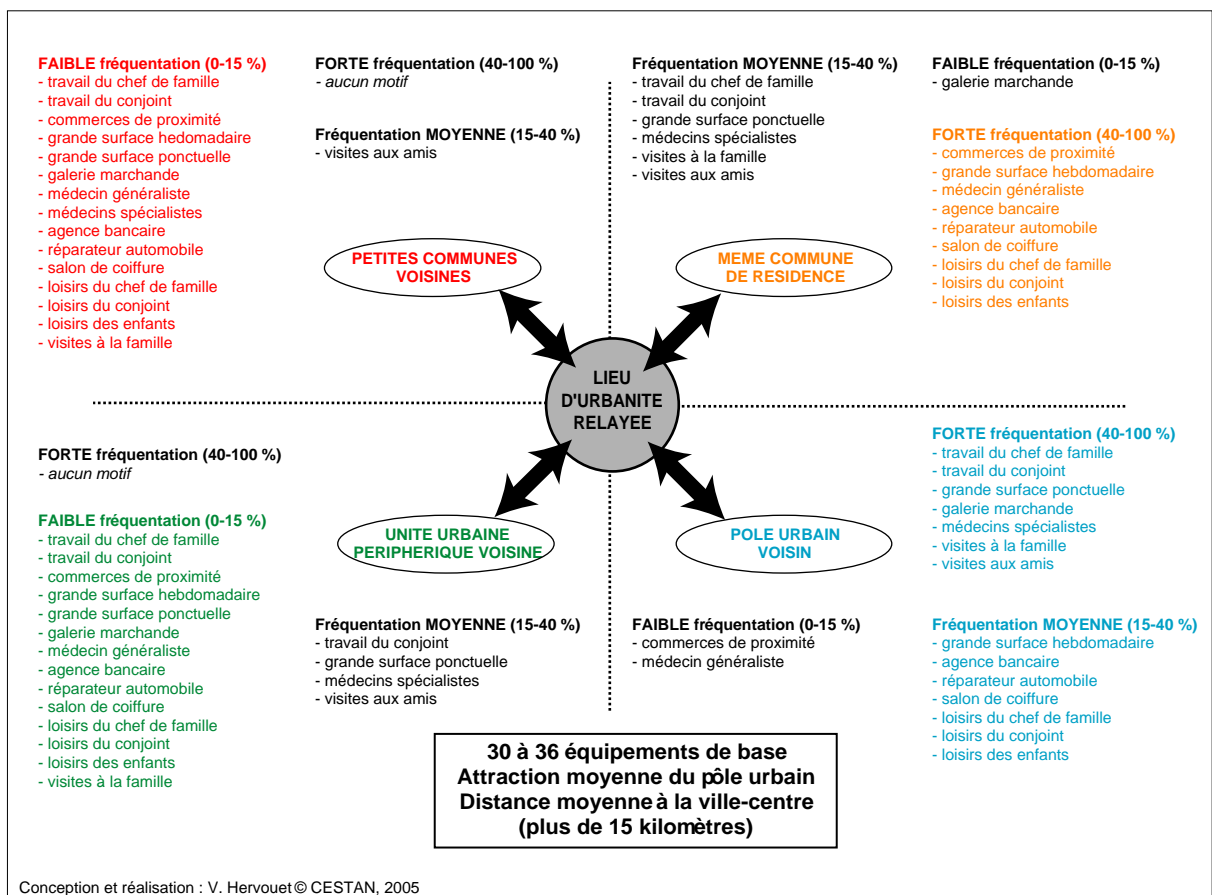 FAIBLE fréquentation (0-15 %)
- travail du chef de famille
- travail du conjoint
- commerces de proximité
- grande surface hedomadaire
- grande surface ponctuelle
- galerie marchande
- médecin généraliste
- médecins spécialistes
- agence bancaire
- réparateur automobile
- salon de coiffure
- loisirs du chef de famille
- loisirs du conjoint
- loisirs des enfants
- visites à la famille
FORTE fréquentation (40-100 %)
- aucun motif
Fréquentation MOYENNE (15-40 %)
- visites aux amis
PETITES COMMUNES
VOISINES
Fréquentation MOYENNE (15-40 %)
- travail du chef de famille
- travail du conjoint
- grande surface ponctuelle
- médecins spécialistes
- visites à la famille
- visites aux amis
FAIBLE fréquentation (0-15 %)
- galerie marchande
FORTE fréquentation (40-100 %)
- commerces de proximité
- grande surface hebdomadaire
- médecin généraliste
- agence bancaire
- réparateur automobile
- salon de coiffure
- loisirs du chef de famille
- loisirs du conjoint
- loisirs des enfants
MEME COMMUNE
DE RESIDENCE
LIEU
D'URBANITE
RELAYEE
FORTE fréquentation (40-100 %)
- aucun motif
FAIBLE fréquentation (0-15 %)
- travail du chef de famille
- travail du conjoint
- commerces de proximité
- grande surface hebdomadaire
- grande surface ponctuelle
- galerie marchande
- médecin généraliste
- agence bancaire
- réparateur automobile
- salon de coiffure
- loisirs du chef de famille
- loisirs du conjoint
- loisirs des enfants
- visites à la famille
UNITE URBAINE
PERIPHERIQUE VOISINE
Fréquentation MOYENNE (15-40 %)
- travail du conjoint
- grande surface ponctuelle
- médecins spécialistes
- visites aux amis
POLE URBAIN
VOISIN
FAIBLE fréquentation (0-15 %)
- commerces de proximité
- médecin généraliste
FORTE fréquentation (40-100 %)
- travail du chef de famille
- travail du conjoint
- grande surface ponctuelle
- galerie marchande
- médecins spécialistes
- visites à la famille
- visites aux amis
Fréquentation MOYENNE (15-40 %)
- grande surface hebdomadaire
- agence bancaire
- réparateur automobile
- salon de coiffure
- loisirs du chef de famille
- loisirs du conjoint
- loisirs des enfants
30 à 36 équipements de base
Attraction moyenne du pôle urbain
Distance moyenne à la ville-centre
(plus de 15 kilomètres)
Conception et réalisation : V. Hervouet © CESTAN, 2005